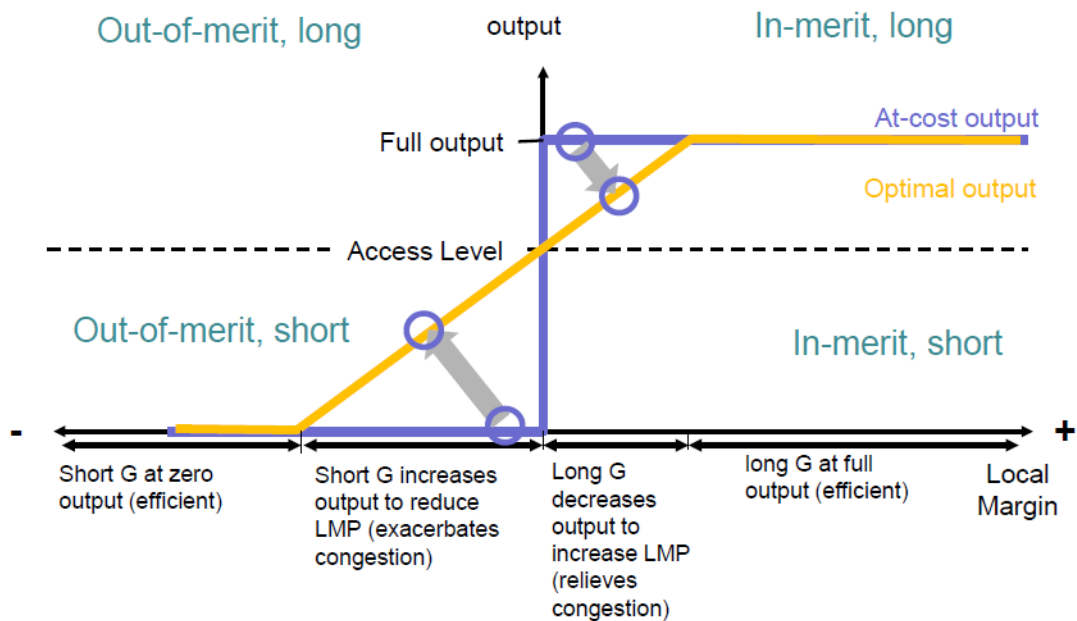 Out-of-merit, long
output
In-merit, long
At-cost output
Full output
Optimal output
Access Level
Out-of-merit, short
In-merit, short
-
+
Short G at zero
output (efficient)
Short G increases
output to reduce
LMP (exacerbates
congestion)
Long G
decreases
output to
increase LMP
(relieves
congestion)
long G at full
output (efficient)
Local
Margin